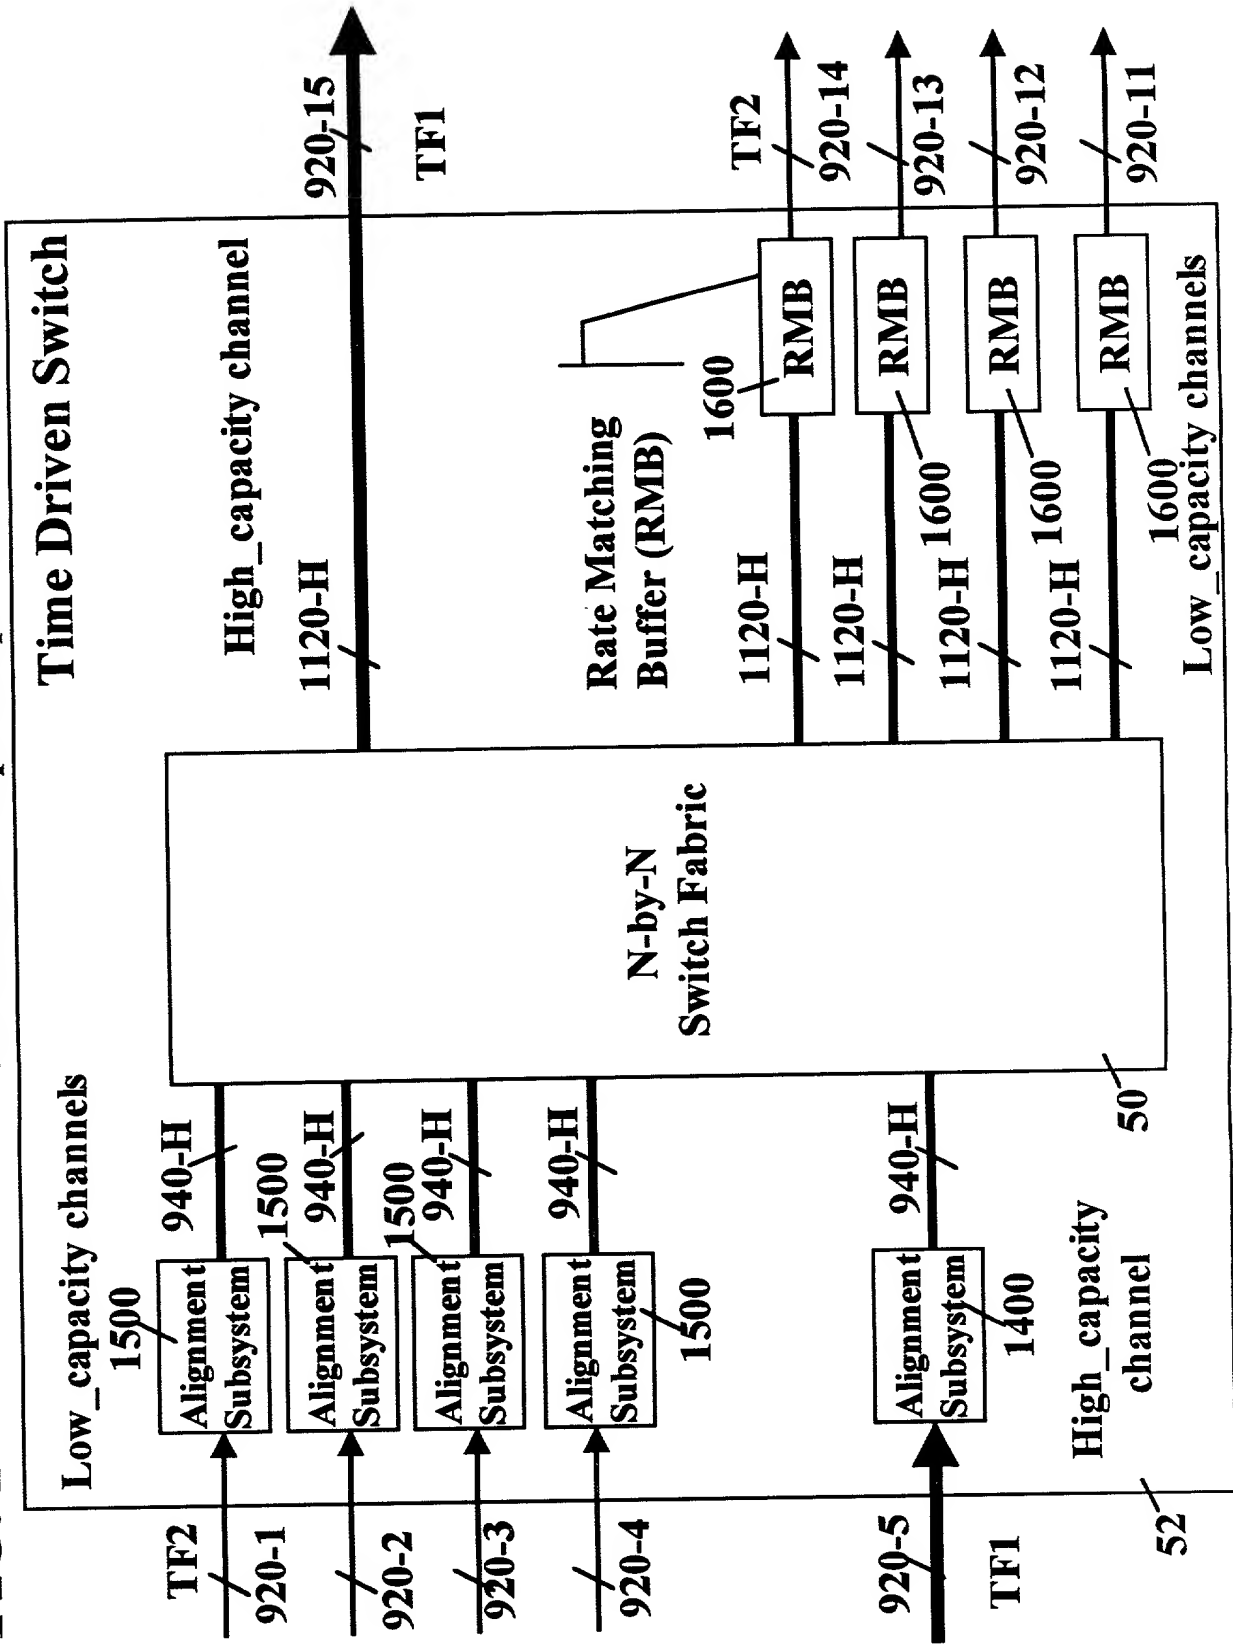 Time Driven Switch
Low_capacity channels
TF2
920-1
1500
Alignment
Subsystem
940-H
920-2
1500
Alignment
Subsystem
940-H
920-3
1500
Alignment
Subsystem
940-H
920-4
1500
Alignment
Subsystem
940-H
920-5
TF1
1400
Alignment
Subsystem
940-H
High_capacity
channel
52
N-by-N
Switch Fabric
50
1120-H
High_capacity channel
920-15
TF1
Rate Matching
Buffer (RMB)
1120-H
1600
RMB
TF2
920-14
1120-H
1600
RMB
920-13
1120-H
1600
RMB
920-12
1120-H
1600
RMB
920-11
Low_capacity channels